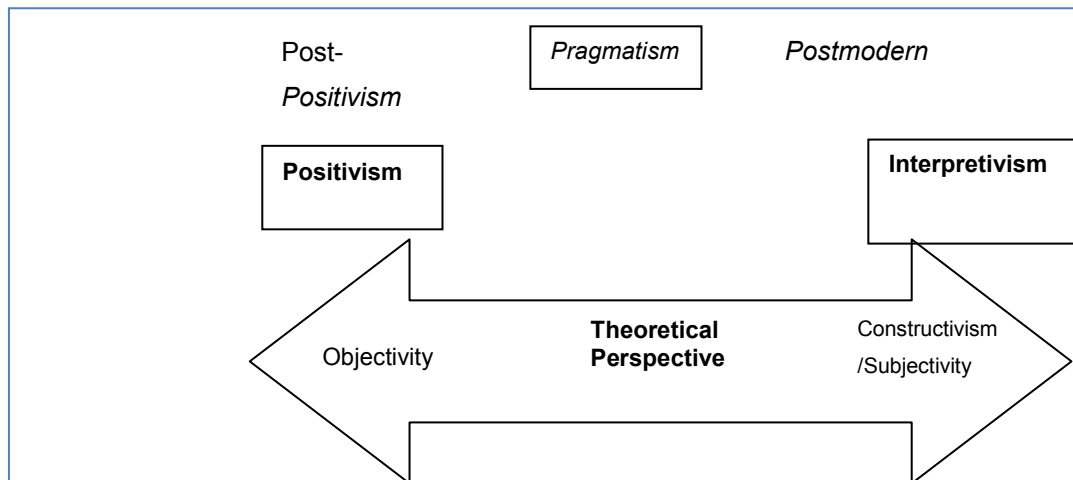 Post-
Positivism
Pragmatism
Postmodern
Positivism
Interpretivism
Objectivity
Theoretical
Perspective
Constructivism
/Subjectivity